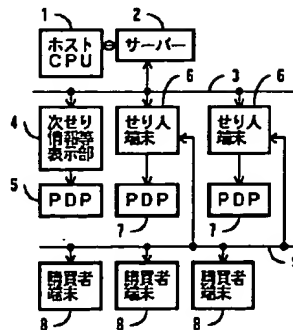 1
2
ホスト
CPU
サーバー
6
3
6
4
次せり
情報等
表示部
せり人
端末
せり人
端末
5
PDP
PDP
PDP
7
7
9
購買者
端末
購買者
端末
購買者
端末
8
8
8